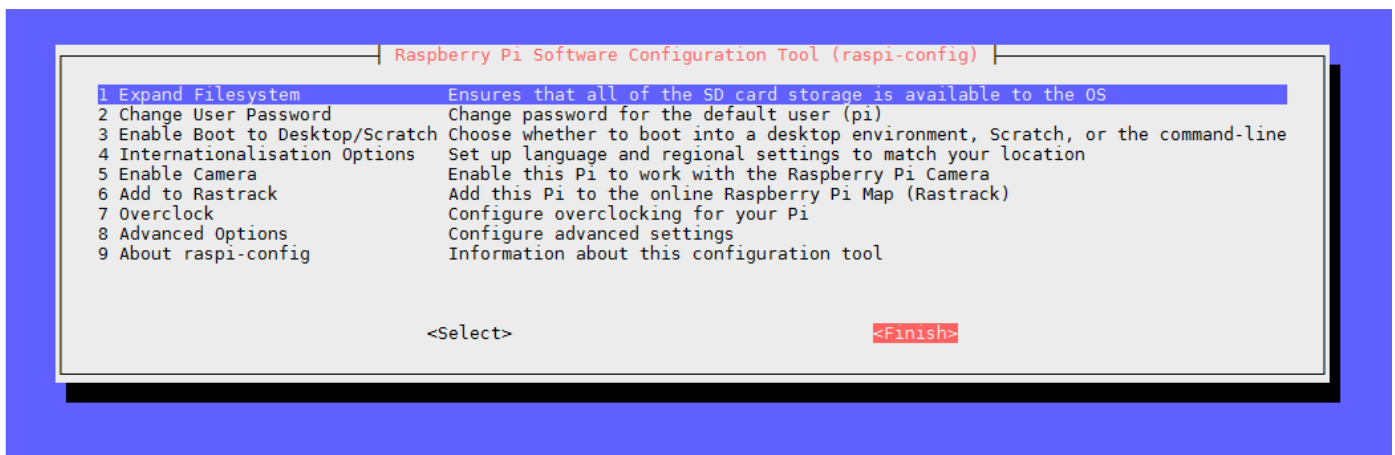 Raspberry Pi Software Configuration Tool (raspi-config)
1 Expand Filesystem Ensures that all of the SD card storage is available to the OS
2 Change User Password Change password for the default user (pi)
3 Enable Boot to Desktop/Scratch Choose whether to boot into a desktop environment, Scratch, or the command-line
4 Internationalisation Options Set up language and regional settings to match your location
5 Enable Camera Enable this Pi to work with the Raspberry Pi Camera
6 Add to Rastrack Add this Pi to the online Raspberry Pi Map (Rastrack)
7 Overclock Configure overclocking for your Pi
8 Advanced Options Configure advanced settings
9 About raspi-config Information about this configuration tool
<Select> <Finish>